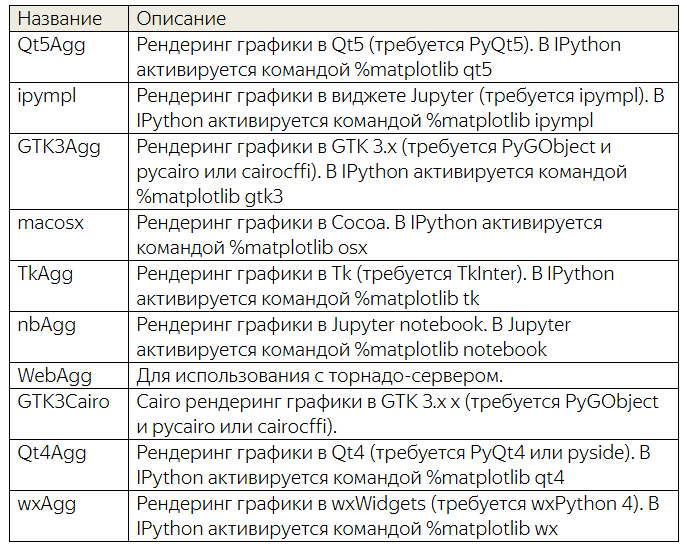 Название Описание
Qt5Agg Рендеринг графики в Qt5 (требуется PyQt5). В IPython
активируется командой %matplotlib qt5
ipympl Рендеринг графики в виджете Jupyter (требуется ipympl). В
IPython активируется командой %matplotlib ipympl
GTK3Agg Рендеринг графики в GTK 3.x (требуется PyGObject и
pycairo или cairocffi). В IPython активируется командой
%matplotlib gtk3
macosx Рендеринг графики в Cocoa. В IPython активируется
командой %matplotlib osx
TkAgg Рендеринг графики в Tk (требуется TkInter). В IPython
активируется командой %matplotlib tk
nbAgg Рендеринг графики в Jupyter notebook. В Jupyter
активируется командой %matplotlib notebook
WebAgg Для использования с торнадо-сервером.
GTK3Cairo Cairo рендеринг графики в GTK 3.x x (требуется PyGObject
и pycairo или cairocffi).
Qt4Agg Рендеринг графики в Qt4 (требуется PyQt4 или pyside). В
IPython активируется командой %matplotlib qt4
wxAgg Рендеринг графики в wxWidgets (требуется wxPython 4). В
IPython активируется командой %matplotlib wx